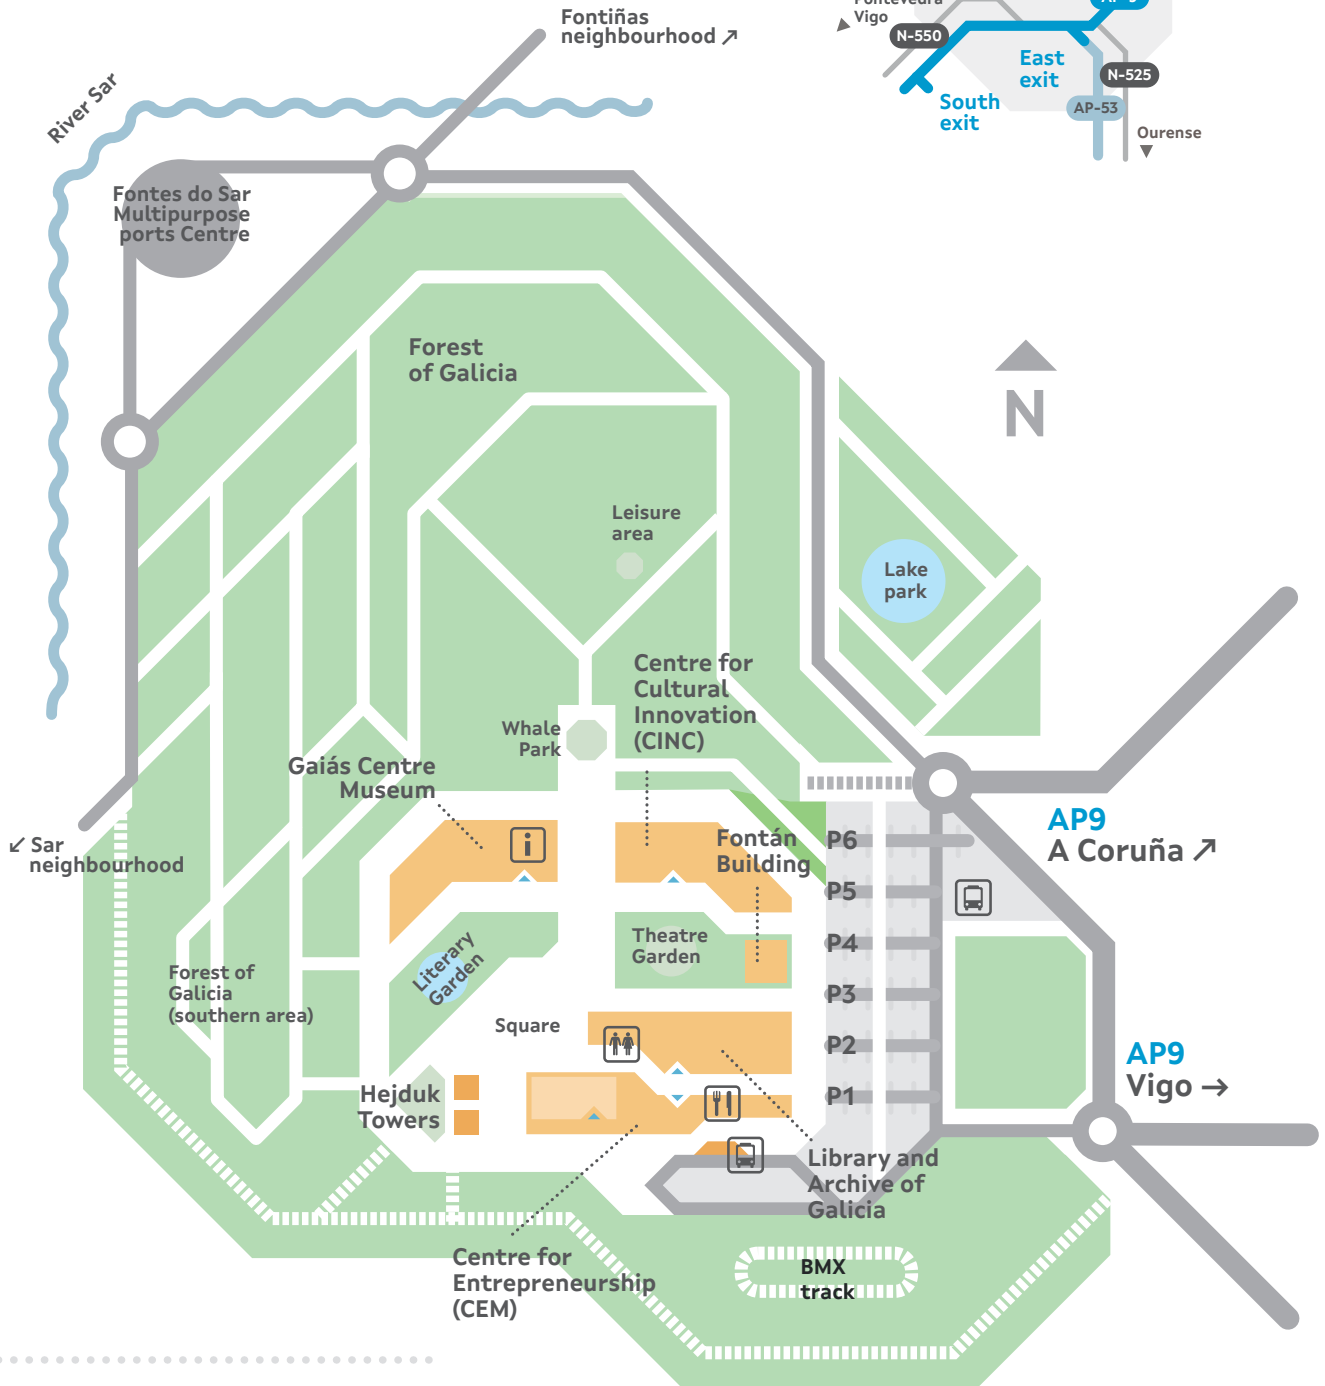 Fontiñas
neighbourhood ↗
Vigo
N-550
East
exit
N-525
South
exit
AP-53
Ourense
River Sar
Fontes do Sar
Multipurpose
ports Centre
Forest
of Galicia
N
Leisure
area
Lake
park
Centre for
Cultural
Innovation
(CINC)
Whale
Park
Gaiás Centre
Museum
↙ Sar
neighbourhood
Fontán
Building
P6
AP9
A Coruña ↗
P5
Theatre
Garden
P4
Literary
Garden
Forest of
Galicia
(southern area)
P3
Square
P2
AP9
Vigo →
Hejduk
Towers
P1
Library and
Archive of
Galicia
Centre for
Entrepreneurship
(CEM)
BMX
track